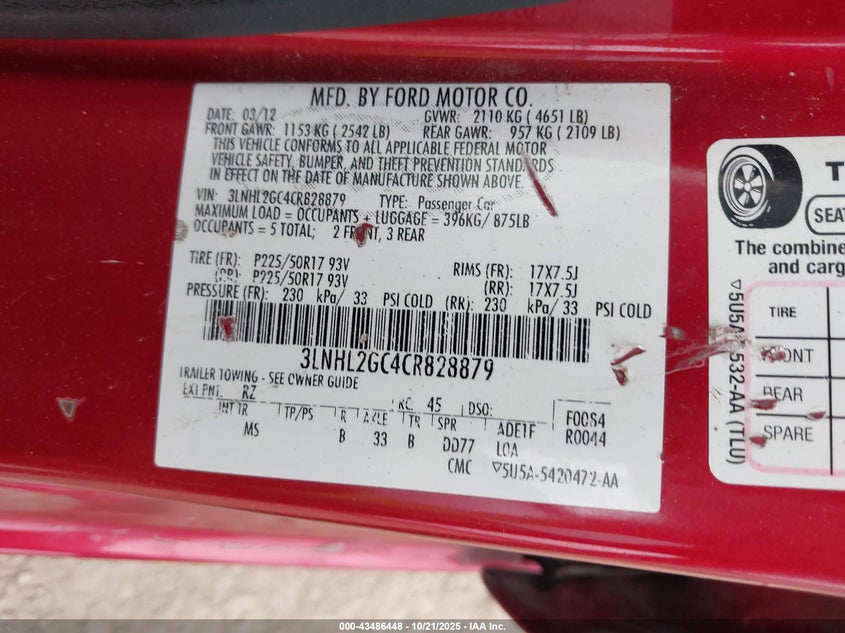 MFD. BY FORD MOTOR CO.
DATE: 03/12 GVWR: 2110 KG ( 4651 LB)
FRONT GAWR: 1153 KG ( 2542 LB) REAR GAWR: 957 KG ( 2109 LB)
THIS VEHICLE CONFORMS TO ALL APPLICABLE FEDERAL MOTOR
VEHICLE SAFETY, BUMPER, AND THEFT PREVENTION STANDARDS
IN EFFECT ON THE DATE OF MANUFACTURE SHOWN ABOVE.
VIN: 3LNHL2GC4CR828879 TYPE: Passenger Car
MAXIMUM LOAD = OCCUPANTS + LUGGAGE = 396KG/ 875LB
OCCUPANTS = 5 TOTAL; 2 FRONT, 3 REAR
TIRE (FR): P225/50R17 93V RIMS (FR): 17X7.5J
(RR): P225/50R17 93V (RR): 17X7.5J
PRESSURE (FR): 230 kPa/ 33 PSI COLD (RR): 230 kPa/ 33 PSI COLD
3LNHL2GC4CR828879
TRAILER TOWING - SEE OWNER GUIDE
EXT PNT: RZ RC: 45 DSO:
INT TR TP/PS R AXLE TR SPR ADE1F F0084
MS B 33 B DD77 LOA R0044
CMC ▽5U5A-5420472-AA
SEAT
The combine
and carg
TIRE
FRONT
REAR
SPARE
532-AA (TLU)
000-43486448 - 10/21/2025 - IAA Inc.